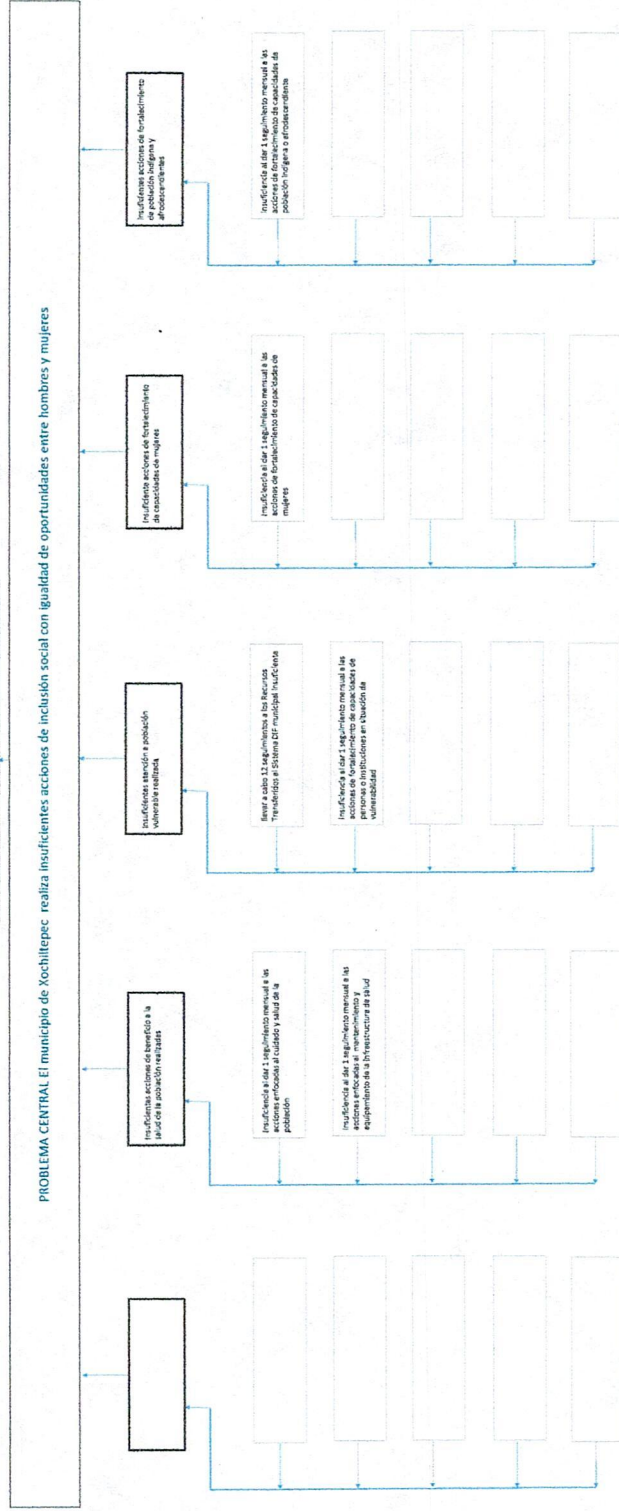 PROBLEMA CENTRAL El municipio de Xochiltepec realiza insuficientes acciones de inclusión social con igualdad de oportunidades entre hombres y mujeres
Insuficientes acciones de beneficio a la
salud de la población realizadas
Insuficiencia al dar 1 seguimiento mensual a las
acciones enfocadas al cuidado y salud de la
población
Insuficiencia al dar 1 seguimiento mensual a las
acciones enfocadas al mantenimiento y
equipamiento de la infraestructura de salud
Insuficientes atención a población
vulnerable realizada
llevar a cabo 12 seguimientos a los Recursos
Transferidos al Sistema DIF municipal insuficiente
Insuficiencia al dar 1 seguimiento mensual a las
acciones de fortalecimiento de capacidades de
personas o instituciones en situación de
vulnerabilidad
Insuficiente acciones de fortalecimiento
de capacidades de mujeres
Insuficiencia al dar 1 seguimiento mensual a las
acciones de fortalecimiento de capacidades de
mujeres
Insuficientes acciones de fortalecimiento
de población indígena y
afrodescendientes
Insuficiencia al dar 1 seguimiento mensual a las
acciones de fortalecimiento de capacidades de
población indígena o afrodescendiente